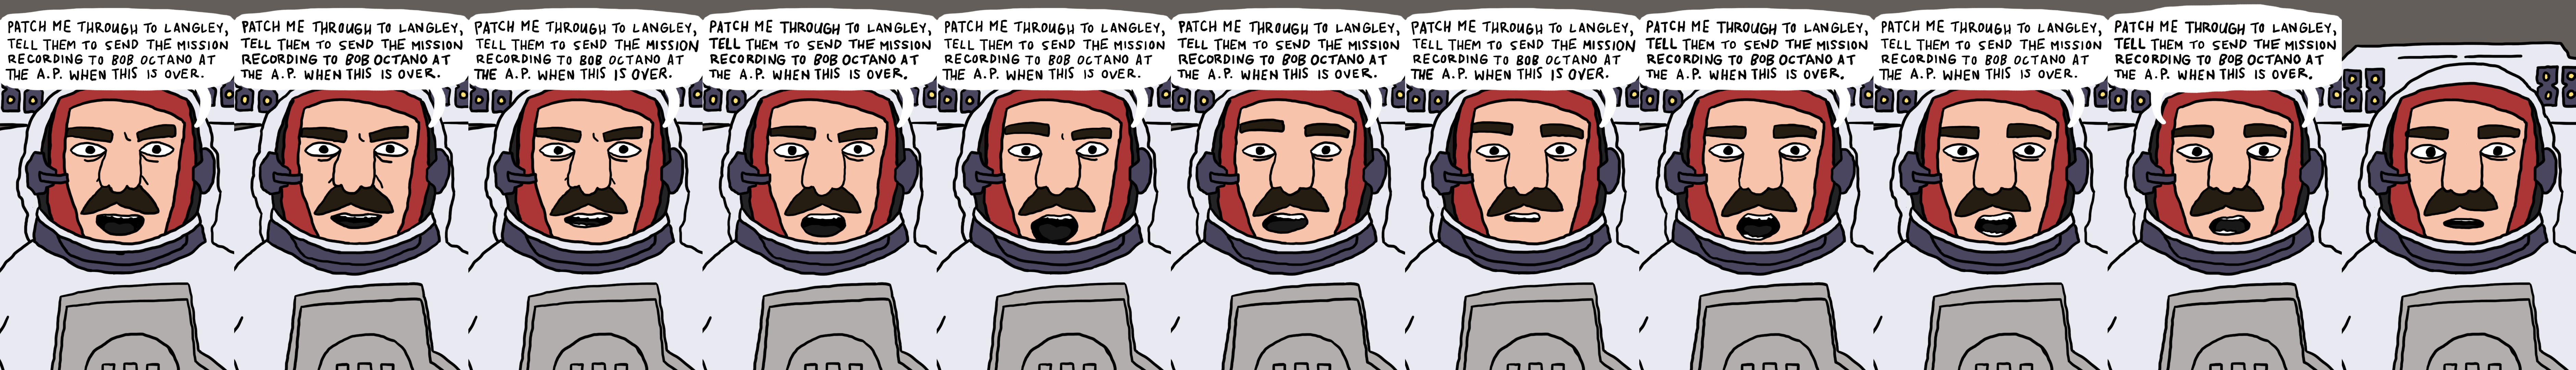 PATCH ME THROUGH TO LANGLEY,
TELL THEM TO SEND THE MISSION
RECORDING TO BOB OCTANO AT
THE A.P. WHEN THIS IS OVER.
PATCH ME THROUGH TO LANGLEY,
TELL THEM TO SEND THE MISSION
RECORDING TO BOB OCTANO AT
THE A.P. WHEN THIS IS OVER.
PATCH ME THROUGH TO LANGLEY,
TELL THEM TO SEND THE MISSION
RECORDING TO BOB OCTANO AT
THE A.P. WHEN THIS IS OVER.
PATCH ME THROUGH TO LANGLEY,
TELL THEM TO SEND THE MISSION
RECORDING TO BOB OCTANO AT
THE A.P. WHEN THIS IS OVER.
PATCH ME THROUGH TO LANGLEY,
TELL THEM TO SEND THE MISSION
RECORDING TO BOB OCTANO AT
THE A.P. WHEN THIS IS OVER.
PATCH ME THROUGH TO LANGLEY,
TELL THEM TO SEND THE MISSION
RECORDING TO BOB OCTANO AT
THE A.P. WHEN THIS IS OVER.
PATCH ME THROUGH TO LANGLEY,
TELL THEM TO SEND THE MISSION
RECORDING TO BOB OCTANO AT
THE A.P. WHEN THIS IS OVER.
PATCH ME THROUGH TO LANGLEY,
TELL THEM TO SEND THE MISSION
RECORDING TO BOB OCTANO AT
THE A.P. WHEN THIS IS OVER.
PATCH ME THROUGH TO LANGLEY,
TELL THEM TO SEND THE MISSION
RECORDING TO BOB OCTANO AT
THE A.P. WHEN THIS IS OVER.
PATCH ME THROUGH TO LANGLEY,
TELL THEM TO SEND THE MISSION
RECORDING TO BOB OCTANO AT
THE A.P. WHEN THIS IS OVER.